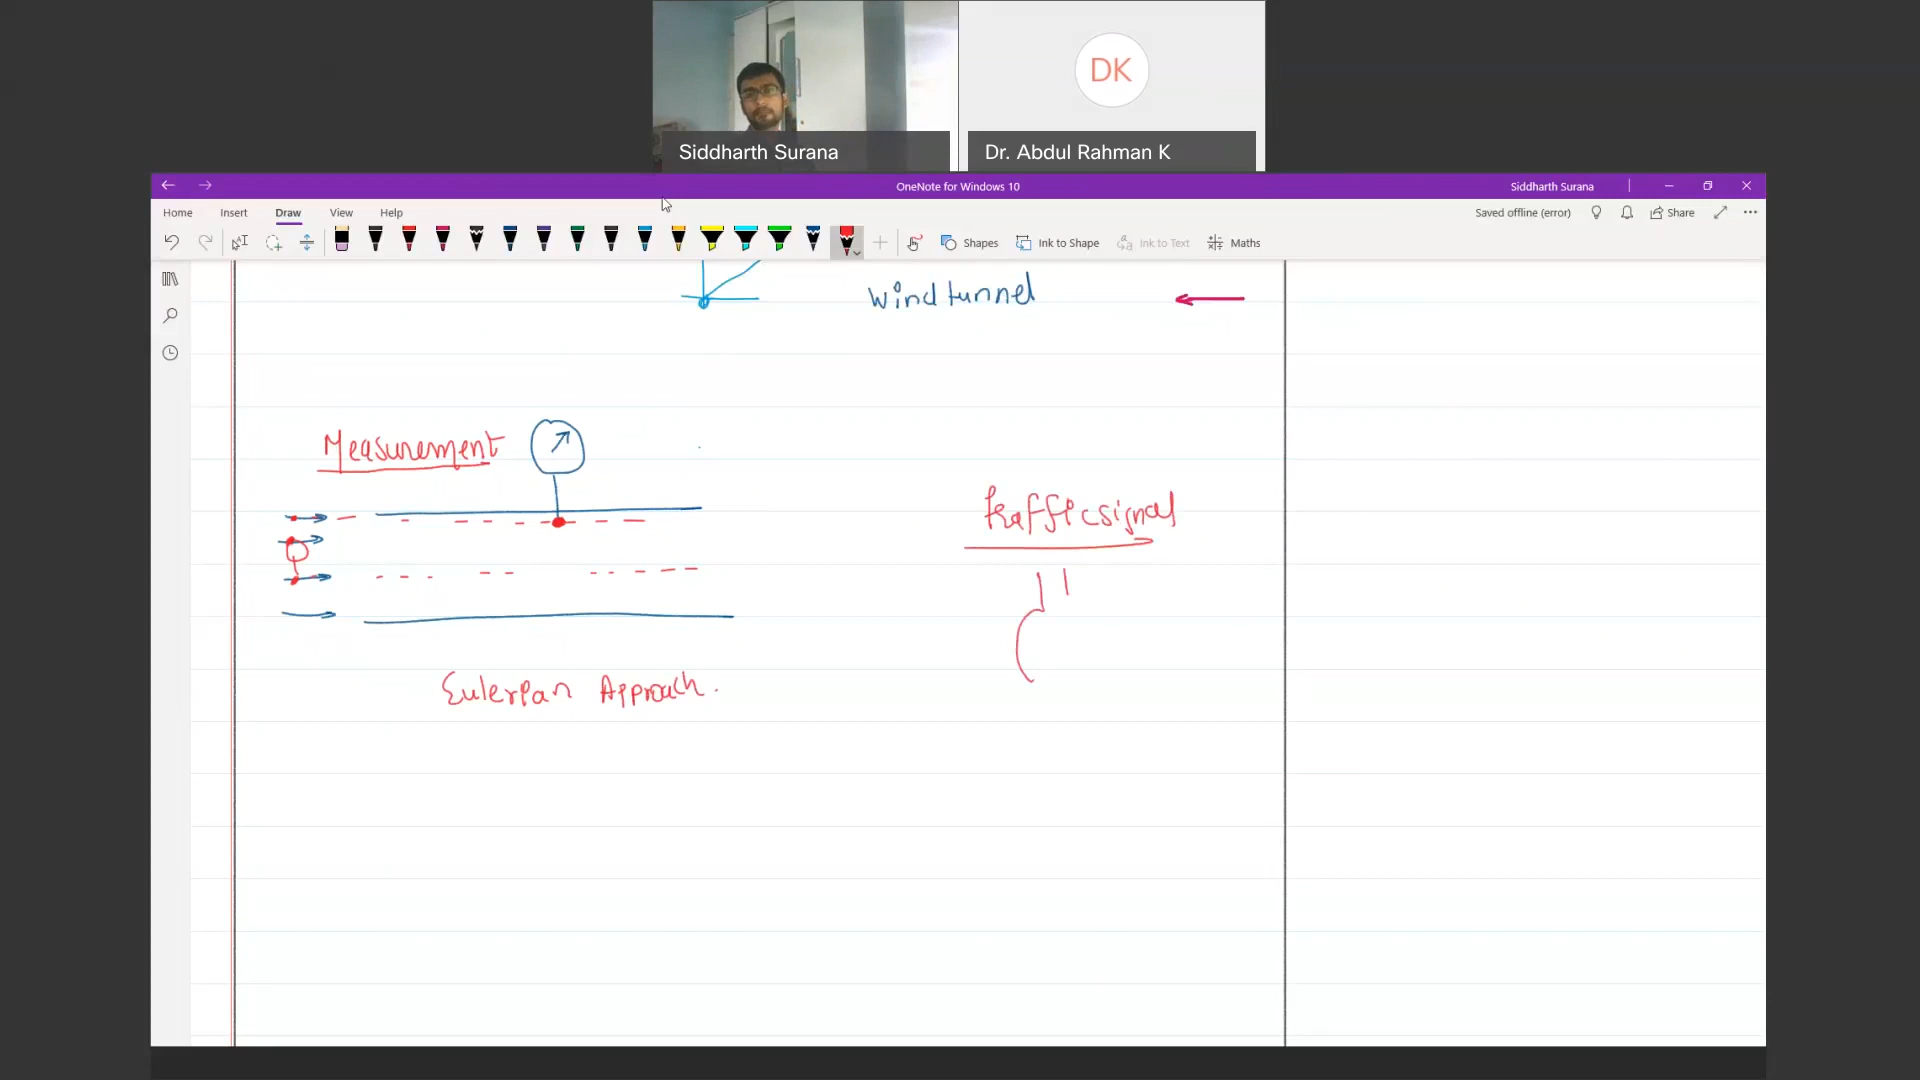 DK
Siddharth Surana
Dr. Abdul Rahman K
OneNote for Windows 10
Siddharth Surana
Home Insert Draw View Help
Saved offline (error)
Share
Shapes
Ink to Shape
Ink to Text
Maths
Wind tunnel
Measurement
Traffic signal
Eulerian Approach.